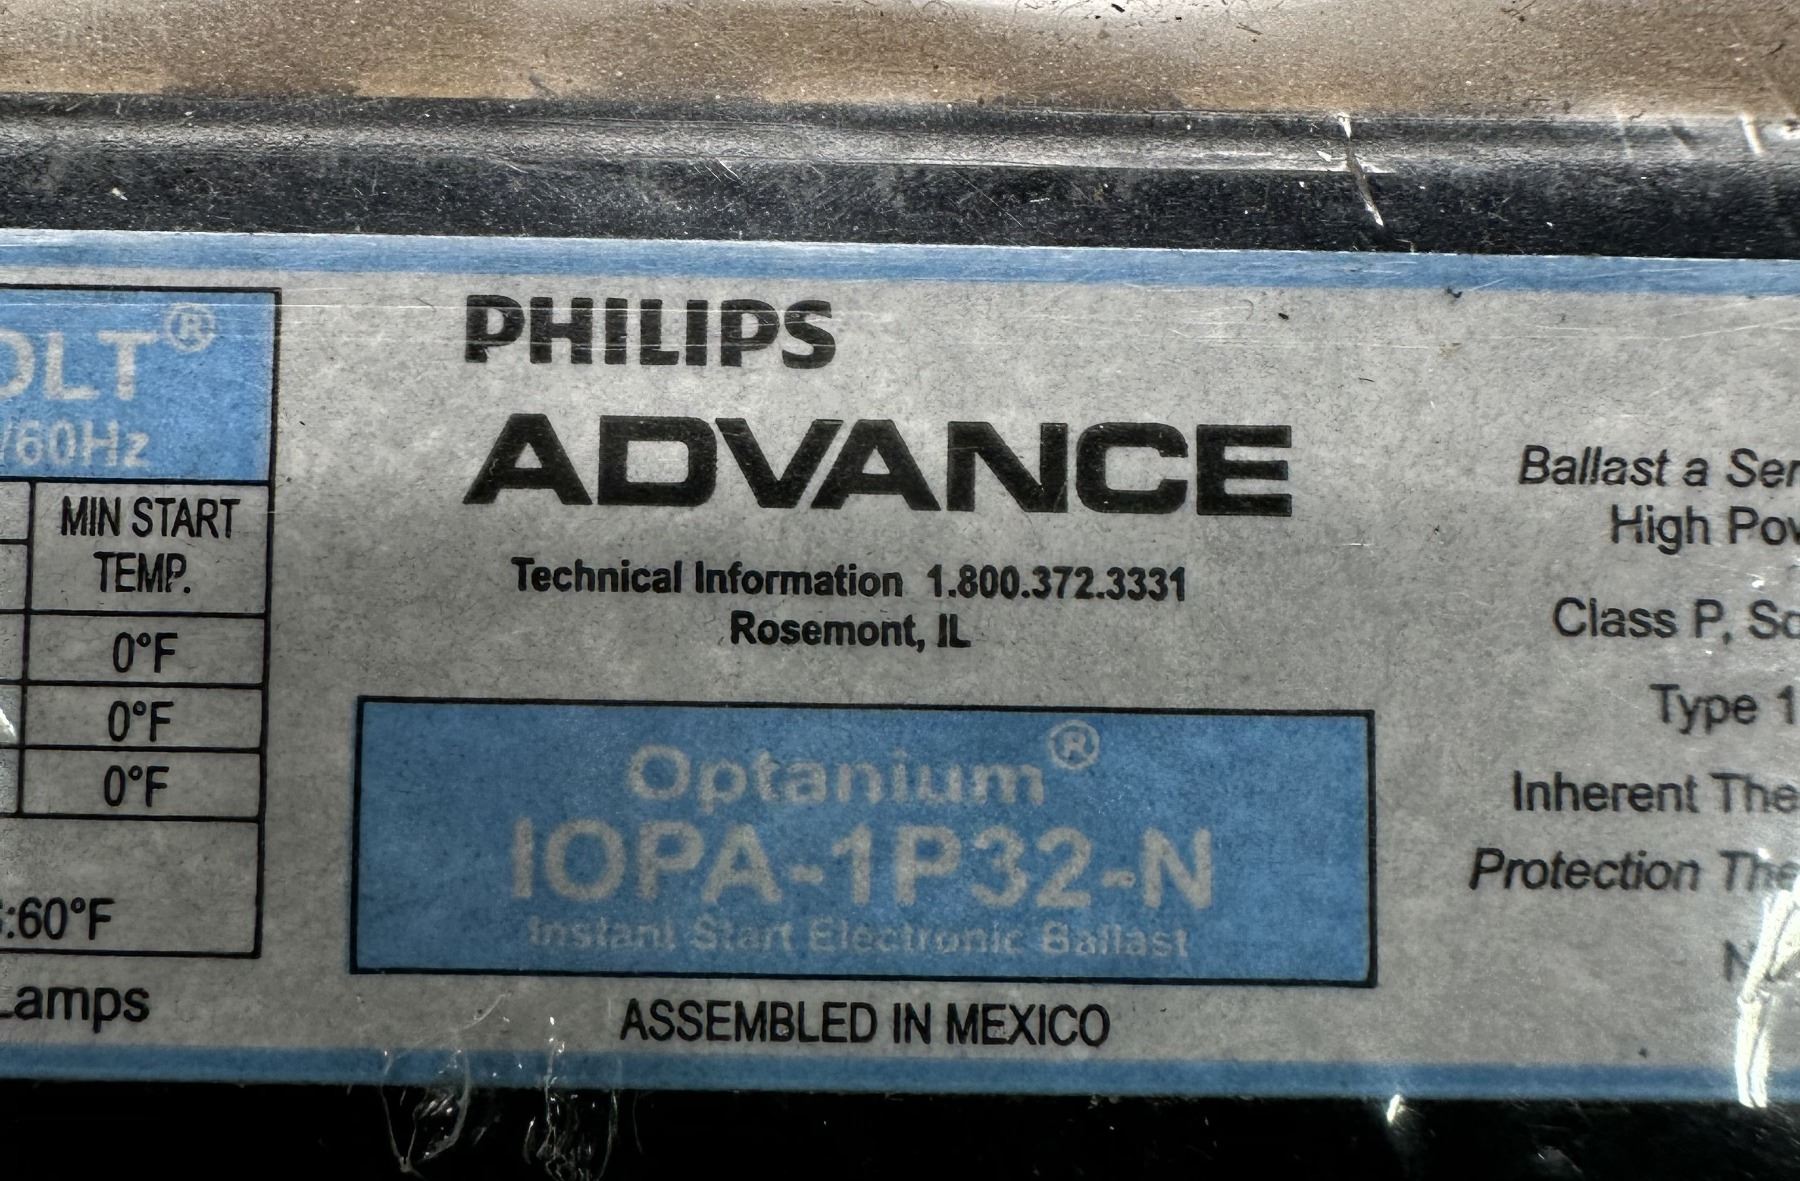 OLT®
/60Hz
MIN START
TEMP.
0°F
0°F
0°F
:60°F
Lamps
PHILIPS
ADVANCE
Technical Information 1.800.372.3331
Rosemont, IL
Optanium®
IOPA-1P32-N
Instant Start Electronic Ballast
ASSEMBLED IN MEXICO
Ballast a Ser
High Pow
Class P, So
Type 1
Inherent The
Protection The